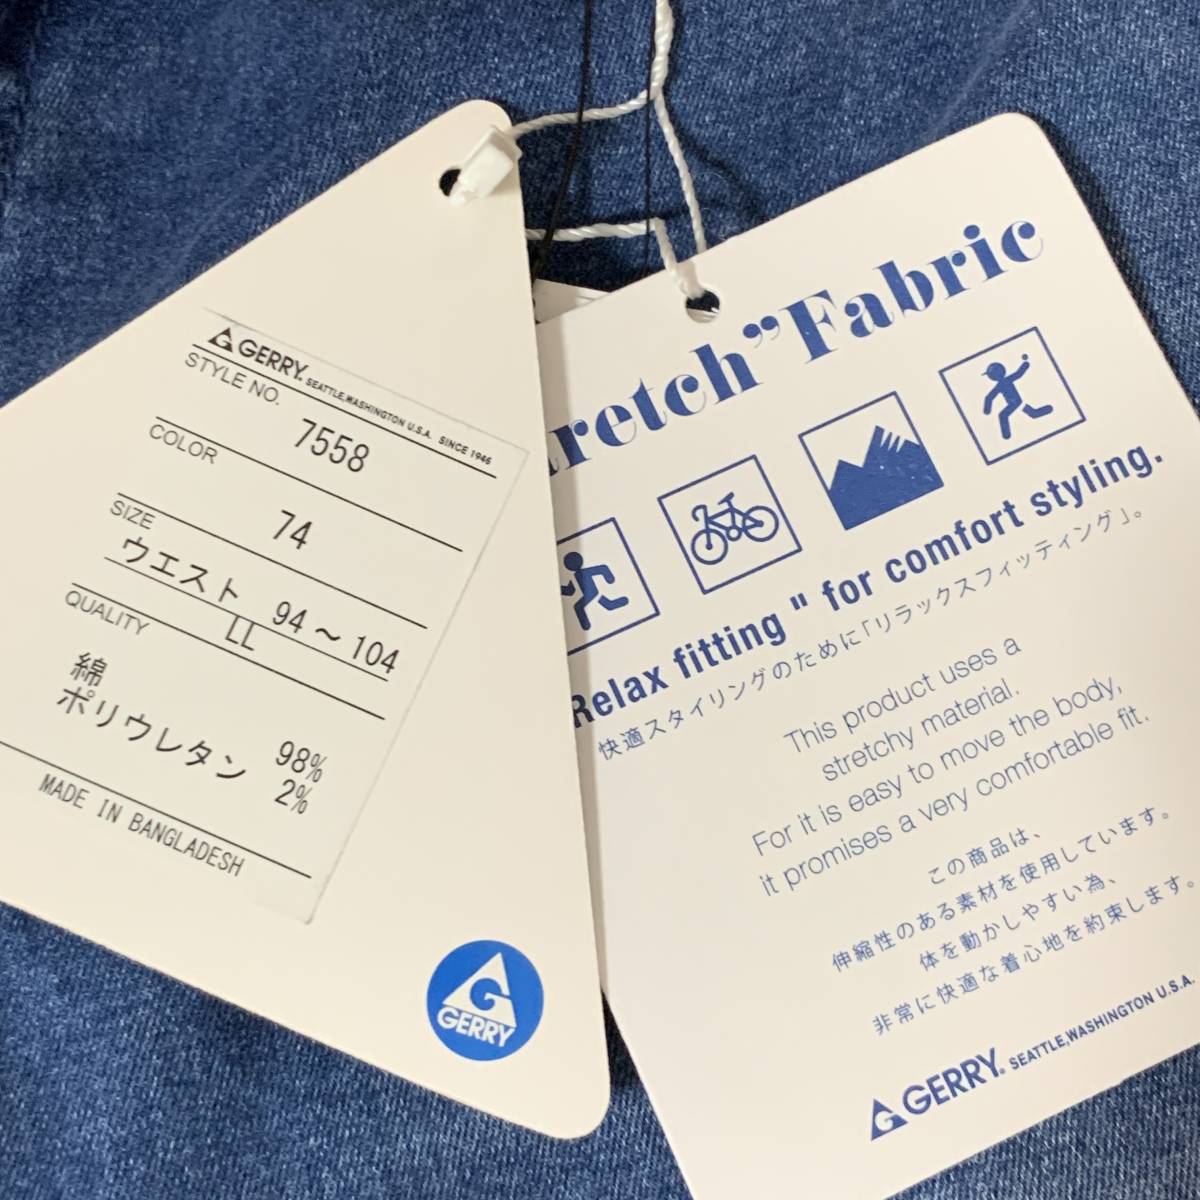 GERRY. SEATTLE,WASHINGTON U.S.A. SINCE 1946
STYLE NO.
7558
COLOR
74
SIZE
ウエスト 94～104
LL
QUALITY
綿 98%
ポリウレタン 2%
MADE IN BANGLADESH
G
GERRY
retch” Fabric
Relax fitting " for comfort styling.
快適スタイリングのために「リラックスフィッティング」。
This product uses a
stretchy material.
For it is easy to move the body,
it promises a very comfortable fit.
この商品は、
伸縮性のある素材を使用しています。
体を動かしやすい為、
非常に快適な着心地を約束します。
GERRY. SEATTLE,WASHINGTON U.S.A.